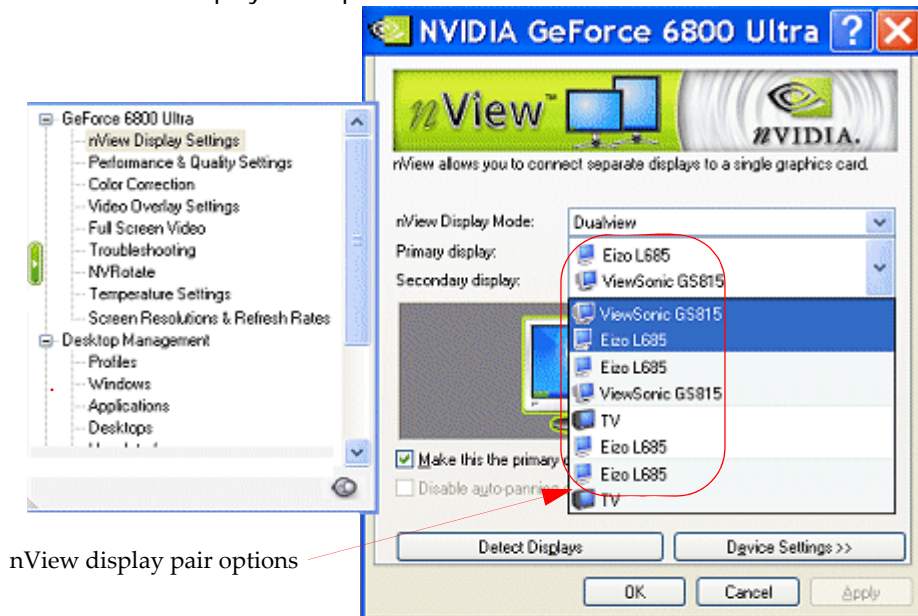 NVIDIA GeForce 6800 Ultra
nView™
NVIDIA.
nView allows you to connect separate displays to a single graphics card.
nView Display Mode: Dualview
Primary display: Eizo L685
Secondary display: ViewSonic GS815
ViewSonic GS815
Eizo L685
Eizo L685
ViewSonic GS815
TV
Eizo L685
Eizo L685
TV
Make this the primary
Disable auto-panning
Detect Displays
Device Settings >>
OK
Cancel
Apply
GeForce 6800 Ultra
nView Display Settings
Performance & Quality Settings
Color Correction
Video Overlay Settings
Full Screen Video
Troubleshooting
NVRotate
Temperature Settings
Screen Resolutions & Refresh Rates
Desktop Management
Profiles
Windows
Applications
Desktops
nView display pair options